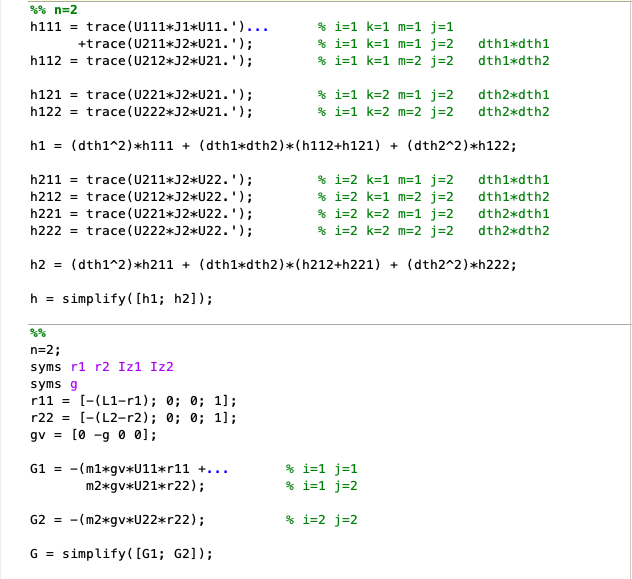 %% n=2
h111 = trace(U111*J1*U11.')... % i=1 k=1 m=1 j=1
+trace(U211*J2*U21.'); % i=1 k=1 m=1 j=2 dth1*dth1
h112 = trace(U212*J2*U21.'); % i=1 k=1 m=2 j=2 dth1*dth2
h121 = trace(U221*J2*U21.'); % i=1 k=2 m=1 j=2 dth2*dth1
h122 = trace(U222*J2*U21.'); % i=1 k=2 m=2 j=2 dth2*dth2
h1 = (dth1^2)*h111 + (dth1*dth2)*(h112+h121) + (dth2^2)*h122;
h211 = trace(U211*J2*U22.'); % i=2 k=1 m=1 j=2 dth1*dth1
h212 = trace(U212*J2*U22.'); % i=2 k=1 m=2 j=2 dth1*dth2
h221 = trace(U221*J2*U22.'); % i=2 k=2 m=1 j=2 dth2*dth1
h222 = trace(U222*J2*U22.'); % i=2 k=2 m=2 j=2 dth2*dth2
h2 = (dth1^2)*h211 + (dth1*dth2)*(h212+h221) + (dth2^2)*h222;
h = simplify([h1; h2]);
%%
n=2;
syms r1 r2 Iz1 Iz2
syms g
r11 = [-(L1-r1); 0; 0; 1];
r22 = [-(L2-r2); 0; 0; 1];
gv = [0 -g 0 0];
G1 = -(m1*gv*U11*r11 +... % i=1 j=1
m2*gv*U21*r22); % i=1 j=2
G2 = -(m2*gv*U22*r22); % i=2 j=2
G = simplify([G1; G2]);